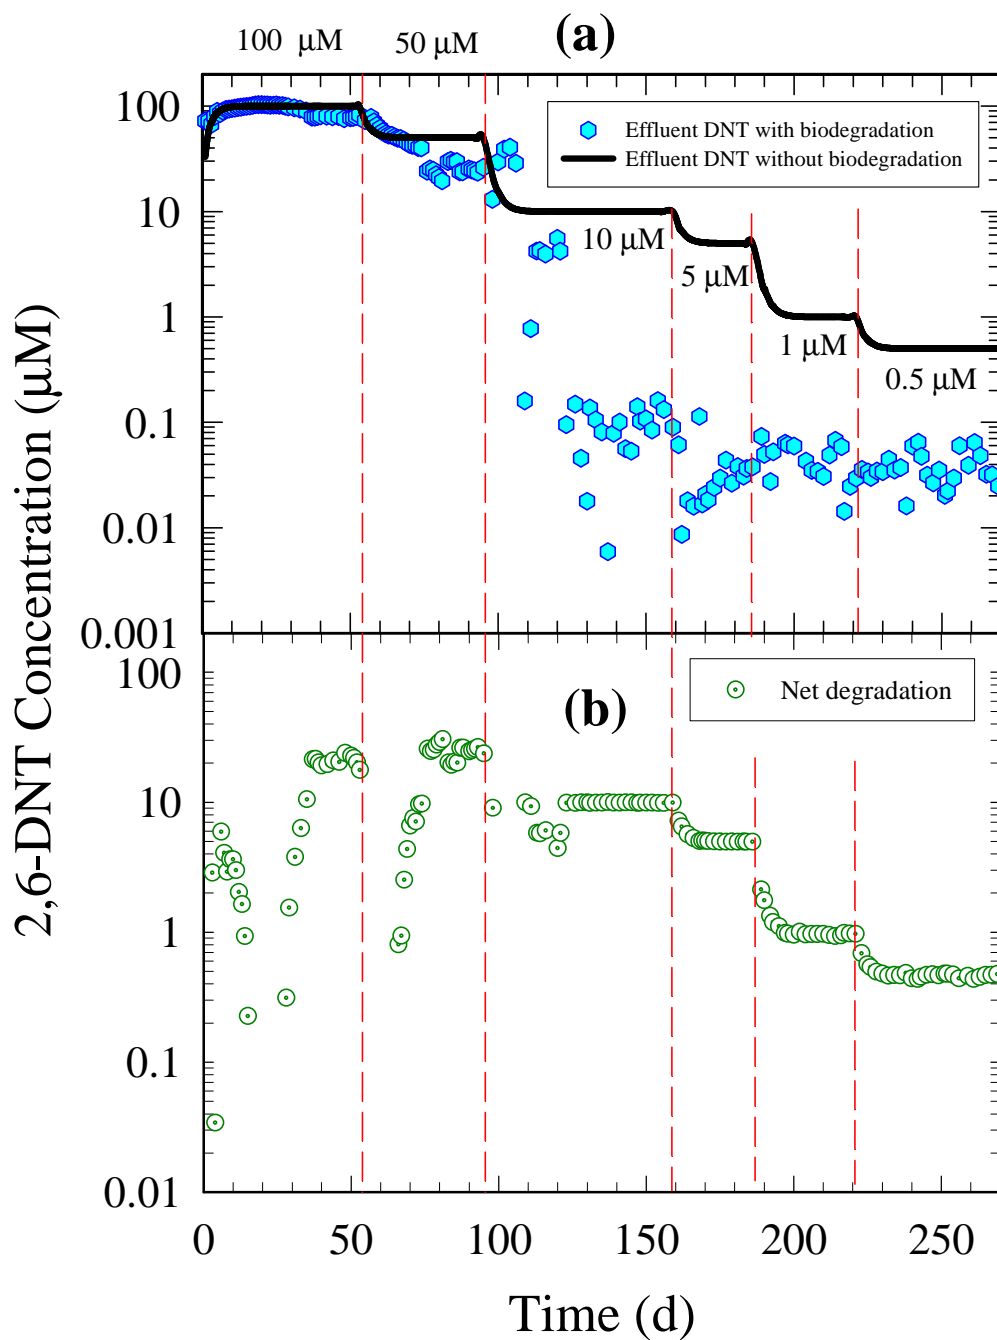 (a)
100 μM
50 μM
Effluent DNT with biodegradation
Effluent DNT without biodegradation
100
10
1
0.1
0.01
0.001
10 μM
5 μM
1 μM
0.5 μM
2,6-DNT Concentration (μM)
(b)
Net degradation
100
10
1
0.1
0.01
0 50 100 150 200 250
Time (d)